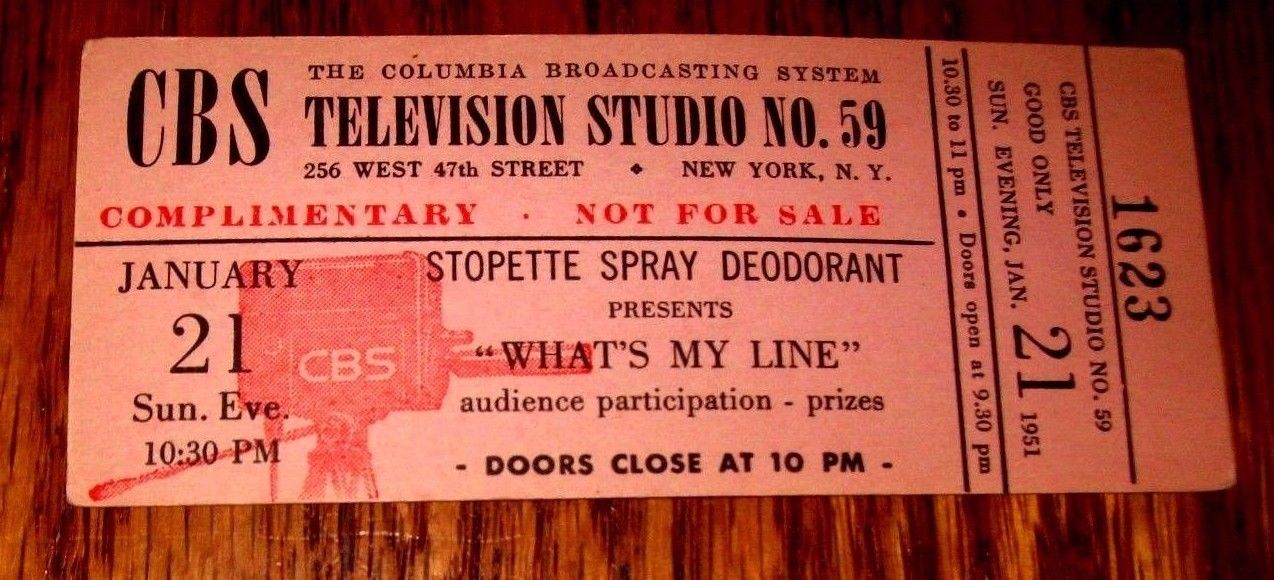 CBS
THE COLUMBIA BROADCASTING SYSTEM
TELEVISION STUDIO NO. 59
256 WEST 47th STREET ◆ NEW YORK, N. Y.
COMPLIMENTARY · NOT FOR SALE
JANUARY
21
Sun. Eve.
10:30 PM
CBS
STOPETTE SPRAY DEODORANT
PRESENTS
“WHAT'S MY LINE”
audience participation - prizes
- DOORS CLOSE AT 10 PM -
1623
CBS TELEVISION STUDIO NO. 59
GOOD ONLY
SUN. EVENING, JAN. 21 1951
10.30 to 11 pm • Doors open at 9.30 pm